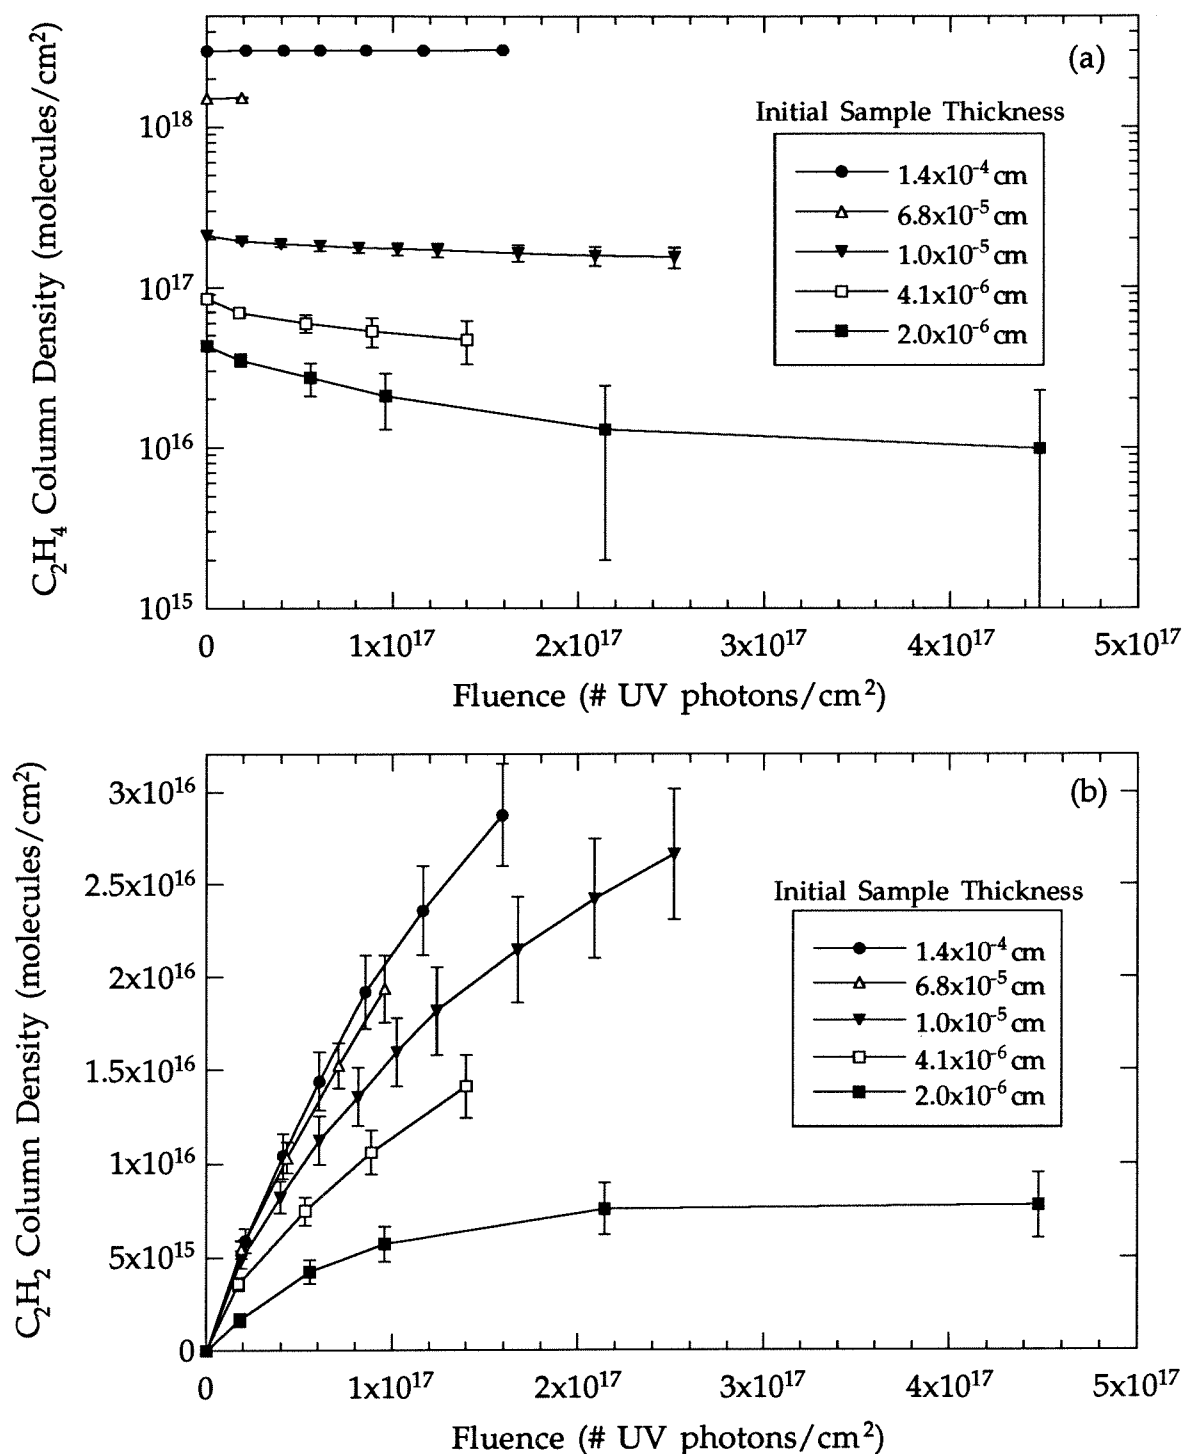 (a)
C₂H₄ Column Density (molecules/cm²)
10¹⁸
10¹⁷
10¹⁶
10¹⁵
Initial Sample Thickness
1.4x10⁻⁴ cm
6.8x10⁻⁵ cm
1.0x10⁻⁵ cm
4.1x10⁻⁶ cm
2.0x10⁻⁶ cm
0 1x10¹⁷ 2x10¹⁷ 3x10¹⁷ 4x10¹⁷ 5x10¹⁷
Fluence (# UV photons/cm²)
(b)
C₂H₂ Column Density (molecules/cm²)
3x10¹⁶
2.5x10¹⁶
2x10¹⁶
1.5x10¹⁶
1x10¹⁶
5x10¹⁵
0
Initial Sample Thickness
1.4x10⁻⁴ cm
6.8x10⁻⁵ cm
1.0x10⁻⁵ cm
4.1x10⁻⁶ cm
2.0x10⁻⁶ cm
0 1x10¹⁷ 2x10¹⁷ 3x10¹⁷ 4x10¹⁷ 5x10¹⁷
Fluence (# UV photons/cm²)